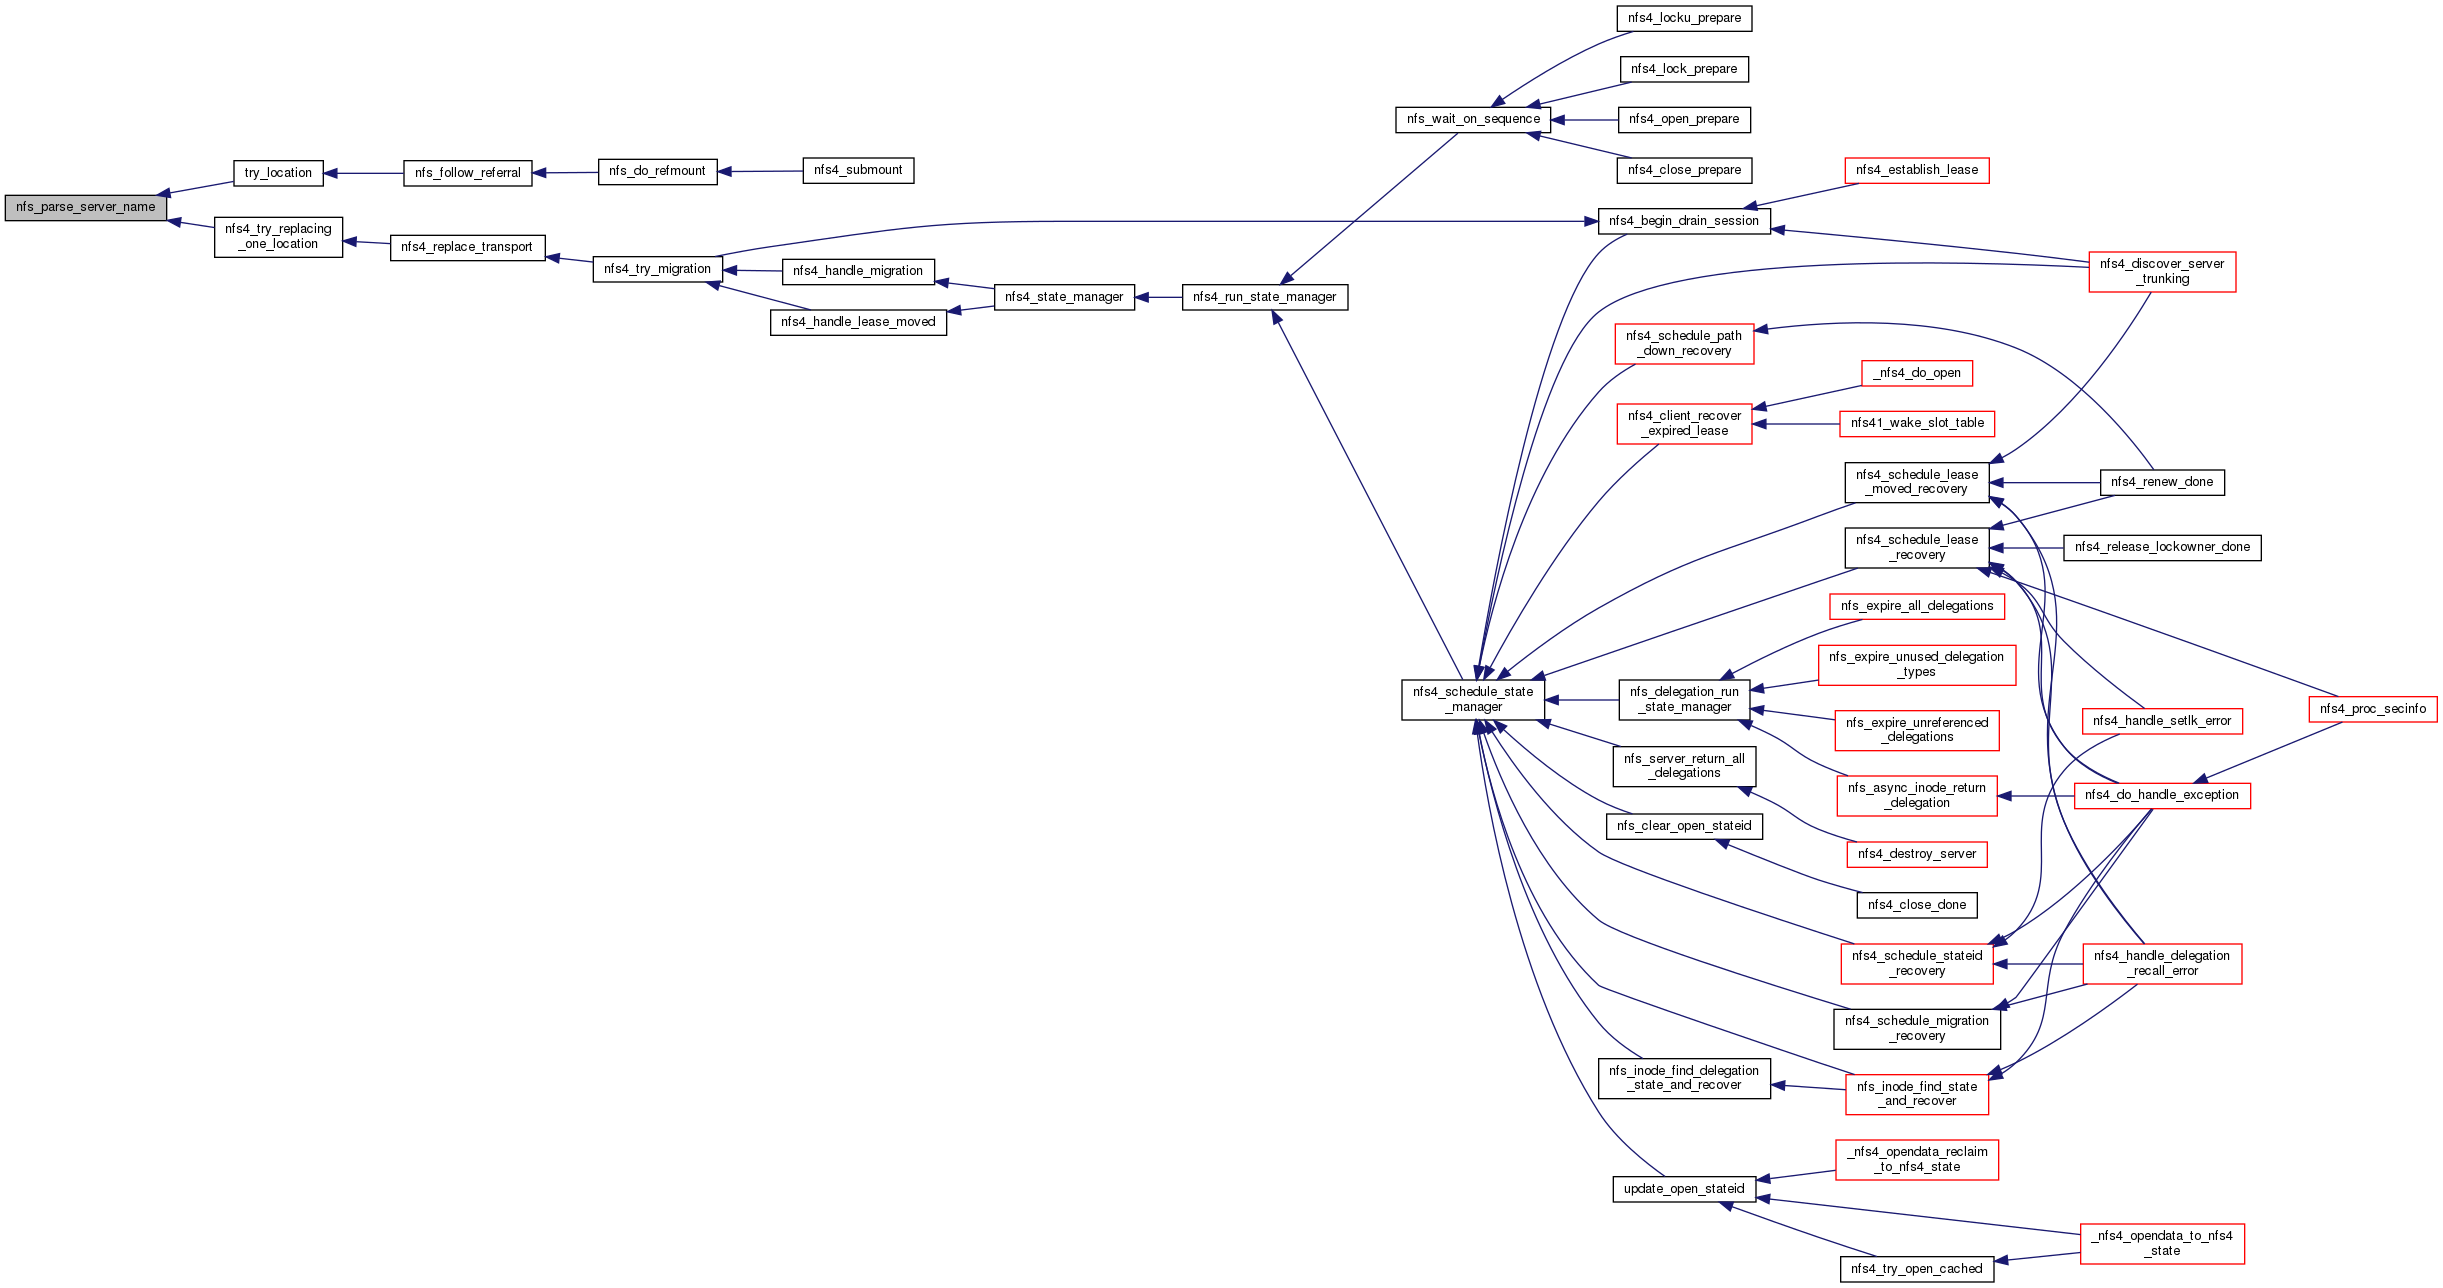 nfs_parse_server_name
try_location
nfs4_try_replacing
_one_location
nfs_follow_referral
nfs4_replace_transport
nfs_do_refmount
nfs4_try_migration
nfs4_submount
nfs4_handle_migration
nfs4_handle_lease_moved
nfs4_state_manager
nfs4_run_state_manager
nfs_wait_on_sequence
nfs4_schedule_state
_manager
nfs4_locku_prepare
nfs4_lock_prepare
nfs4_open_prepare
nfs4_close_prepare
nfs4_begin_drain_session
nfs4_schedule_path
_down_recovery
nfs4_client_recover
_expired_lease
nfs_delegation_run
_state_manager
nfs_server_return_all
_delegations
nfs_clear_open_stateid
nfs_inode_find_delegation
_state_and_recover
update_open_stateid
nfs4_establish_lease
_nfs4_do_open
nfs41_wake_slot_table
nfs4_schedule_lease
_moved_recovery
nfs4_schedule_lease
_recovery
nfs_expire_all_delegations
nfs_expire_unused_delegation
_types
nfs_expire_unreferenced
_delegations
nfs_async_inode_return
_delegation
nfs4_destroy_server
nfs4_close_done
nfs4_schedule_stateid
_recovery
nfs4_schedule_migration
_recovery
nfs_inode_find_state
_and_recover
_nfs4_opendata_reclaim
_to_nfs4_state
nfs4_try_open_cached
nfs4_discover_server
_trunking
nfs4_renew_done
nfs4_release_lockowner_done
nfs4_handle_setlk_error
nfs4_do_handle_exception
nfs4_handle_delegation
_recall_error
_nfs4_opendata_to_nfs4
_state
nfs4_proc_secinfo